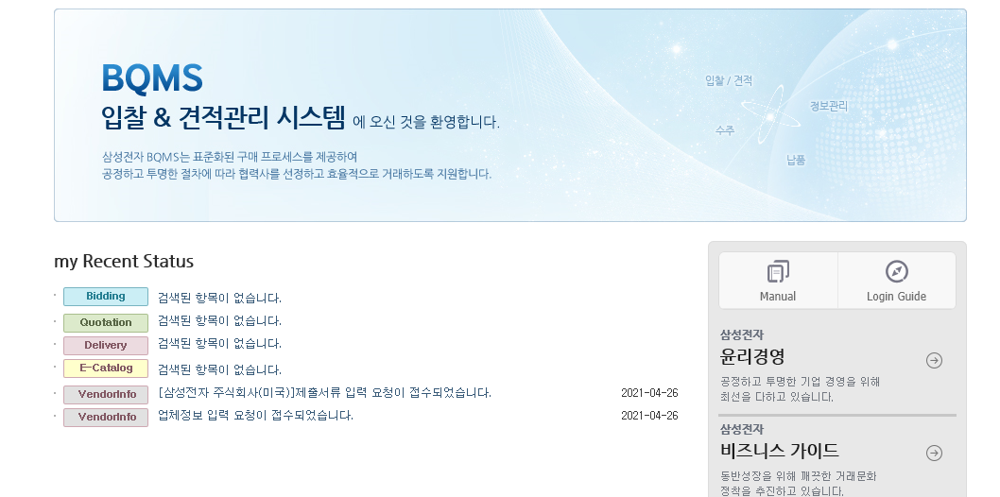 BQMS
입찰 & 견적관리 시스템 에 오신 것을 환영합니다.
삼성전자 BQMS는 표준화된 구매 프로세스를 제공하여
공정하고 투명한 절차에 따라 협력사를 선정하고 효율적으로 거래하도록 지원합니다.
입찰 / 견적
정보관리
수주
납품
my Recent Status
Bidding 검색된 항목이 없습니다.
Quotation 검색된 항목이 없습니다.
Delivery 검색된 항목이 없습니다.
E-Catalog 검색된 항목이 없습니다.
VendorInfo [삼성전자 주식회사(미국)]제출서류 입력 요청이 접수되었습니다. 2021-04-26
VendorInfo 업체정보 입력 요청이 접수되었습니다. 2021-04-26
Manual Login Guide
삼성전자
윤리경영
공정하고 투명한 기업 경영을 위해
최선을 다하고 있습니다.
삼성전자
비즈니스 가이드
동반성장을 위해 깨끗한 거래문화
정착을 추진하고 있습니다.